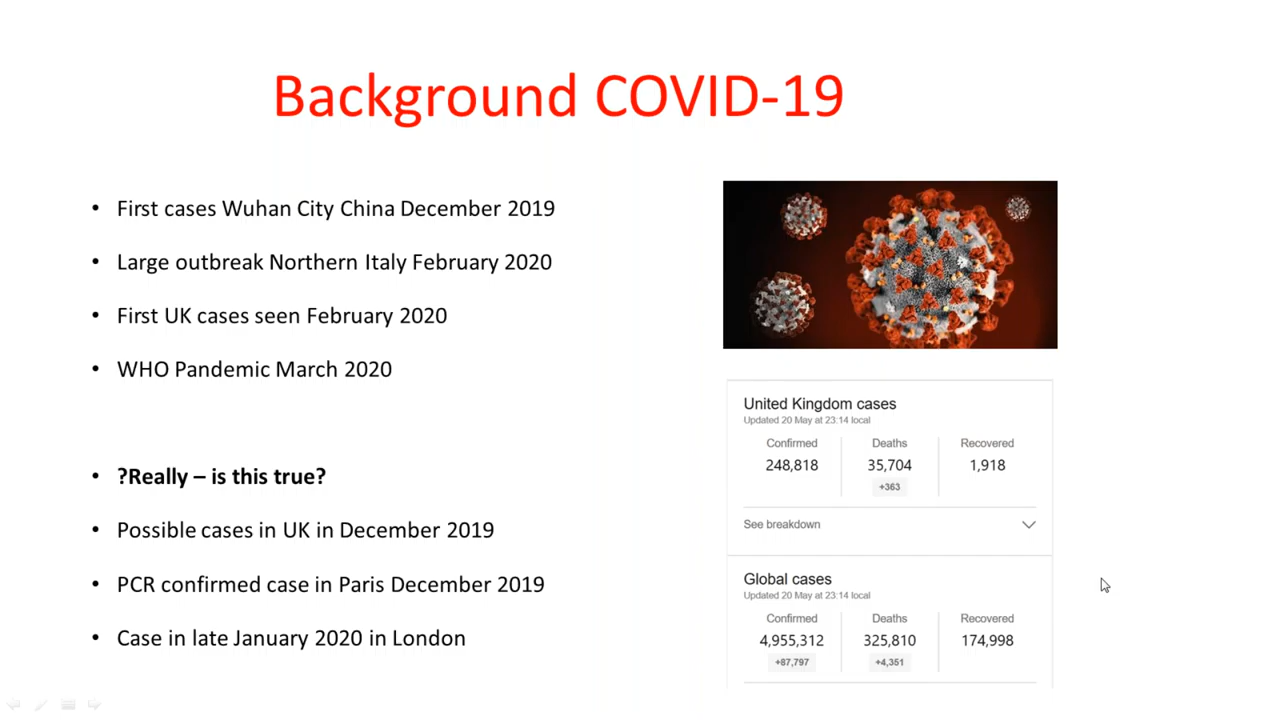 Background COVID-19
• First cases Wuhan City China December 2019
• Large outbreak Northern Italy February 2020
• First UK cases seen February 2020
• WHO Pandemic March 2020
• ?Really – is this true?
• Possible cases in UK in December 2019
• PCR confirmed case in Paris December 2019
• Case in late January 2020 in London
United Kingdom cases
Updated 20 May at 23:14 local
Confirmed Deaths Recovered
248,818 35,704 1,918
+363
See breakdown
Global cases
Updated 20 May at 23:14 local
Confirmed Deaths Recovered
4,955,312 325,810 174,998
+87,797 +4,351